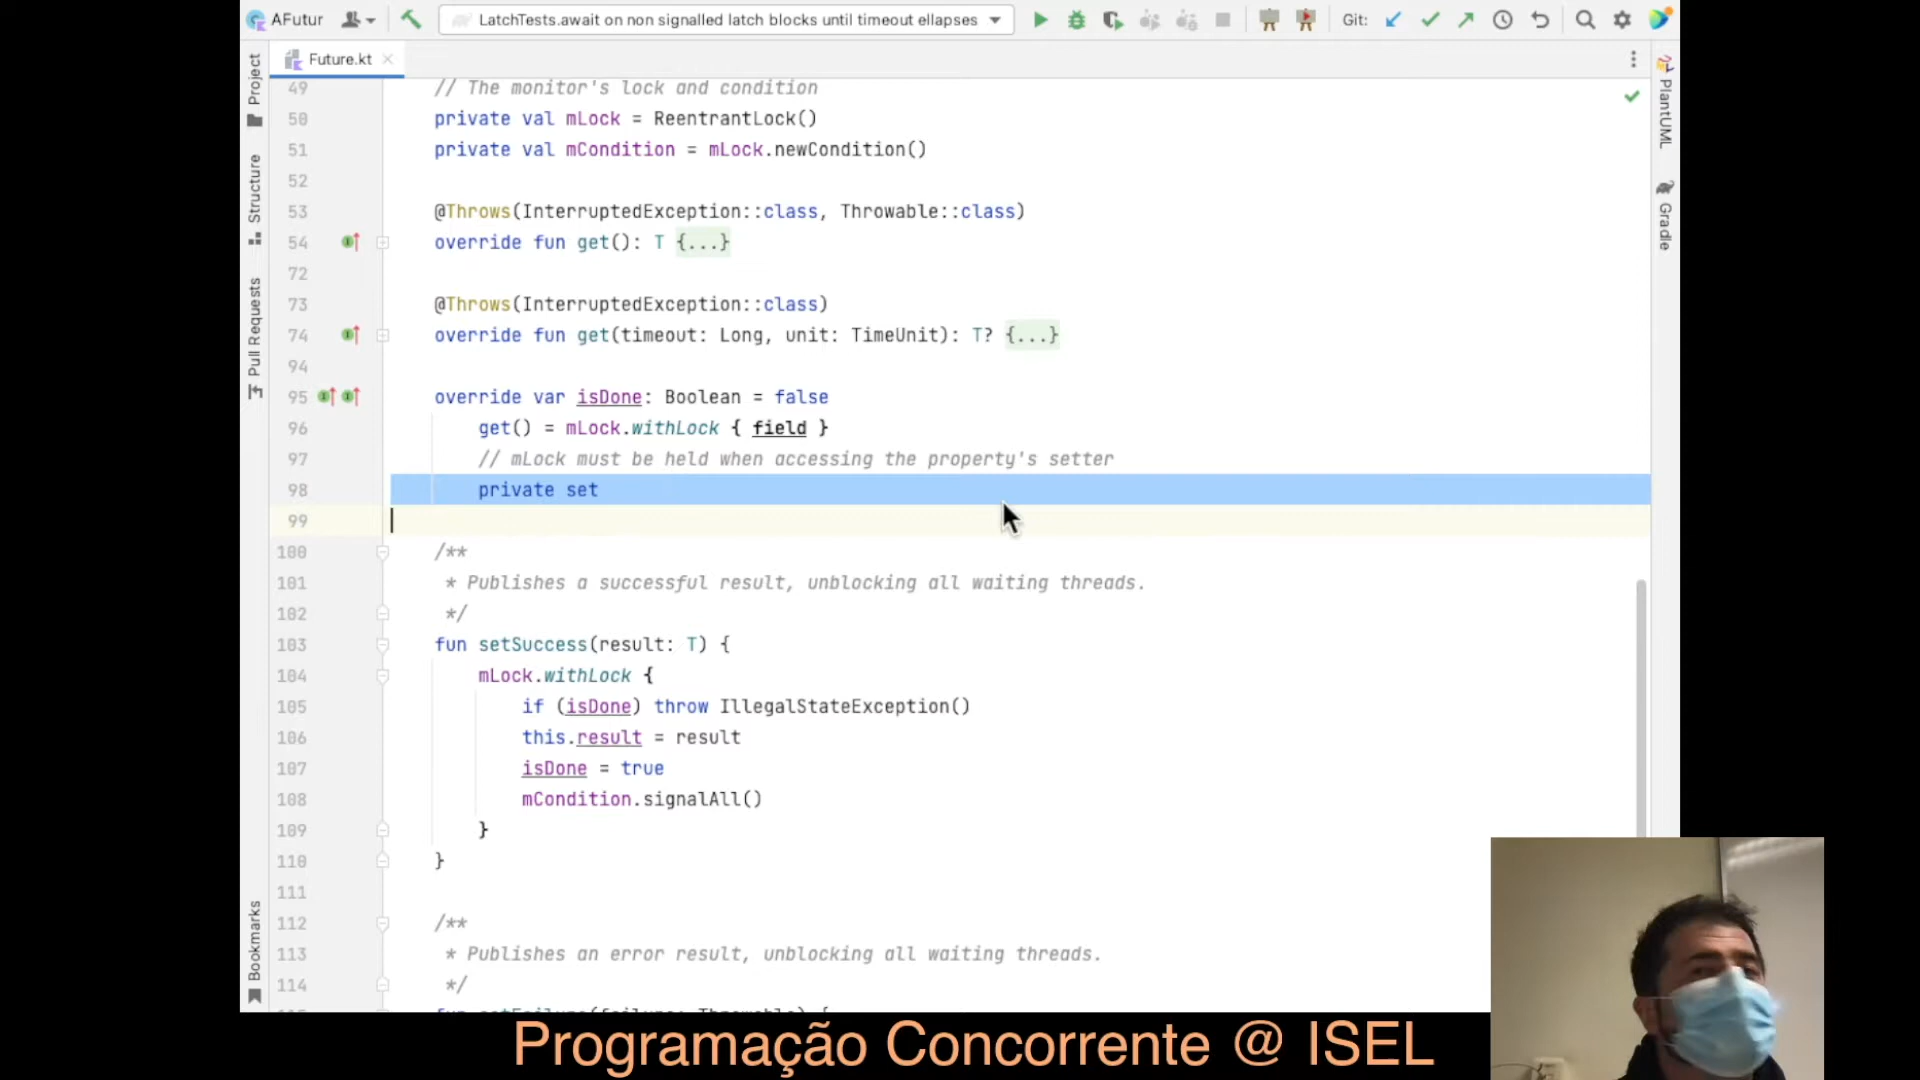 AFutur
LatchTests.await on non signalled latch blocks until timeout ellapses
Git:
Future.kt
Project
Structure
Pull Requests
Bookmarks
PlantUML
Gradle
49 // The monitor's lock and condition
50 private val mLock = ReentrantLock()
51 private val mCondition = mLock.newCondition()
52
53 @Throws(InterruptedException::class, Throwable::class)
54 override fun get(): T {...}
72
73 @Throws(InterruptedException::class)
74 override fun get(timeout: Long, unit: TimeUnit): T? {...}
94
95 override var isDone: Boolean = false
96 get() = mLock.withLock { field }
97 // mLock must be held when accessing the property's setter
98 private set
99
100 /**
101 * Publishes a successful result, unblocking all waiting threads.
102 */
103 fun setSuccess(result: T) {
104 mLock.withLock {
105 if (isDone) throw IllegalStateException()
106 this.result = result
107 isDone = true
108 mCondition.signalAll()
109 }
110 }
111
112 /**
113 * Publishes an error result, unblocking all waiting threads.
114 */
Programação Concorrente @ ISEL